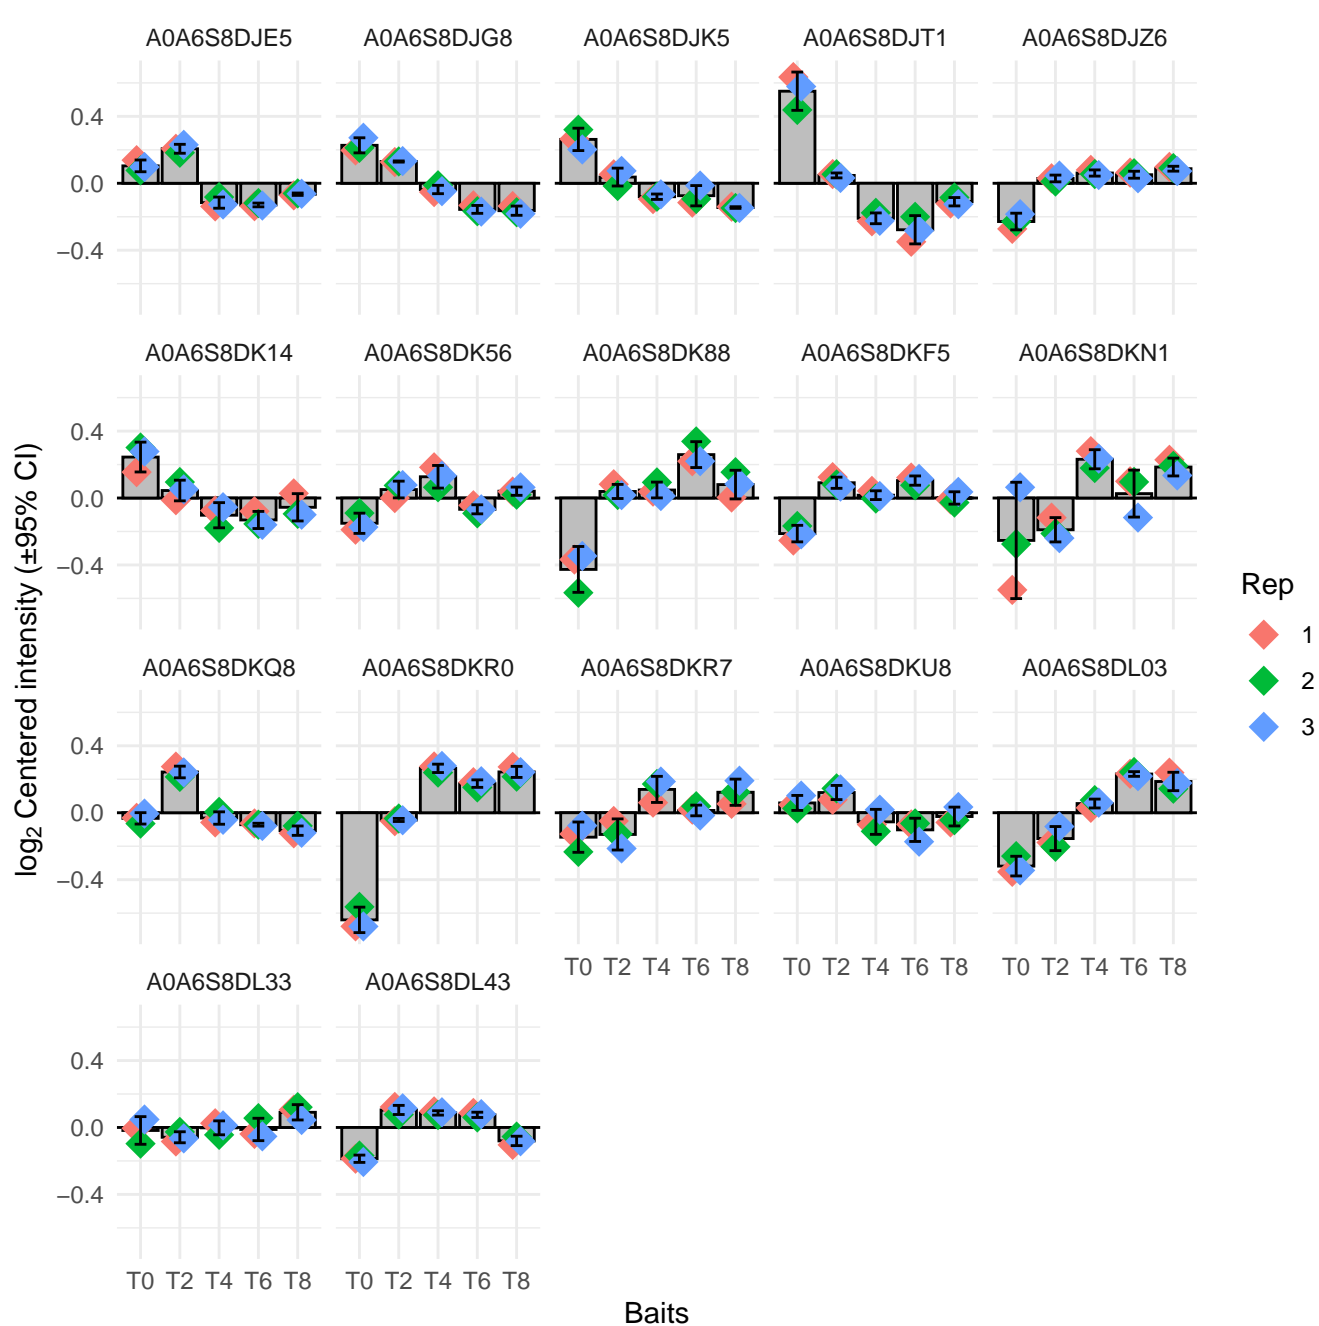 A0A6S8DJE5 A0A6S8DJG8 A0A6S8DJK5 A0A6S8DJT1 A0A6S8DJZ6
0.4
0.0
−0.4
A0A6S8DK14 A0A6S8DK56 A0A6S8DK88 A0A6S8DKF5 A0A6S8DKN1
0.4
0.0
−0.4
A0A6S8DKQ8 A0A6S8DKR0 A0A6S8DKR7 A0A6S8DKU8 A0A6S8DL03
0.4
0.0
−0.4
T0 T2 T4 T6 T8 T0 T2 T4 T6 T8 T0 T2 T4 T6 T8
A0A6S8DL33 A0A6S8DL43
0.4
0.0
−0.4
T0 T2 T4 T6 T8 T0 T2 T4 T6 T8
Baits
log₂ Centered intensity (±95% CI)
Rep
1
2
3